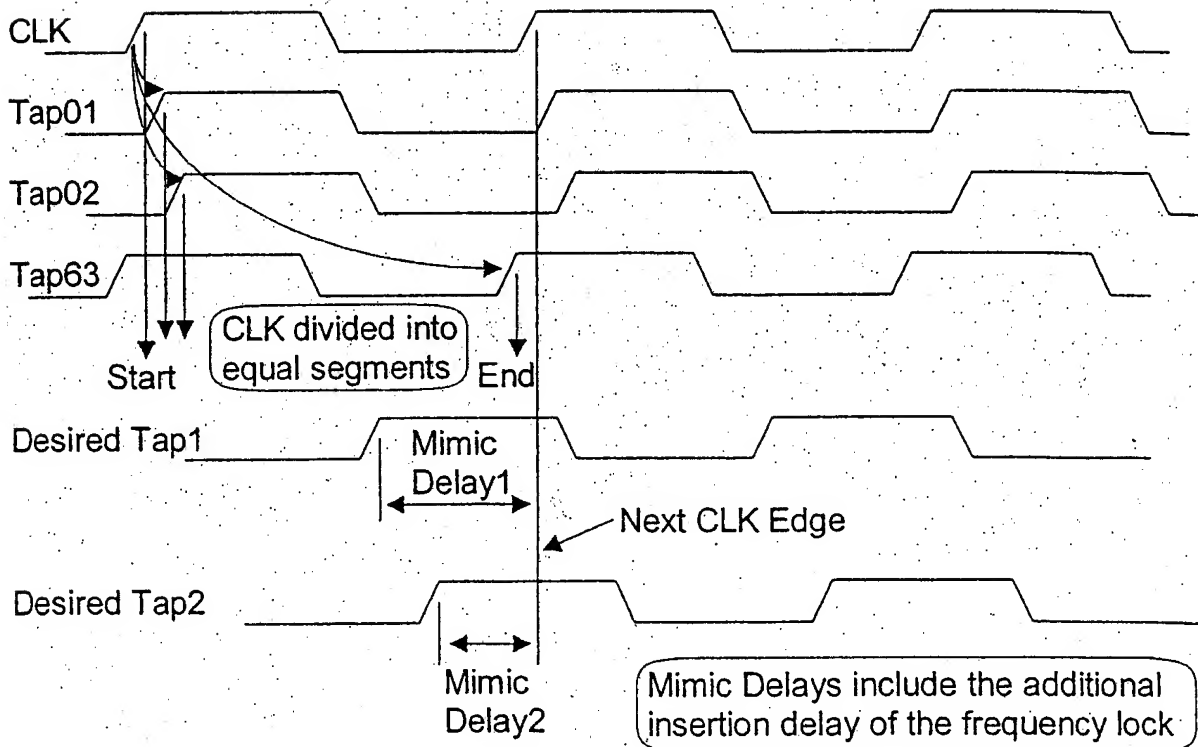 CLK
Tap01
Tap02
Tap63
CLK divided into
equal segments
Start
End
Desired Tap1
Mimic
Delay1
Next CLK Edge
Desired Tap2
Mimic
Delay2
Mimic Delays include the additional
insertion delay of the frequency lock